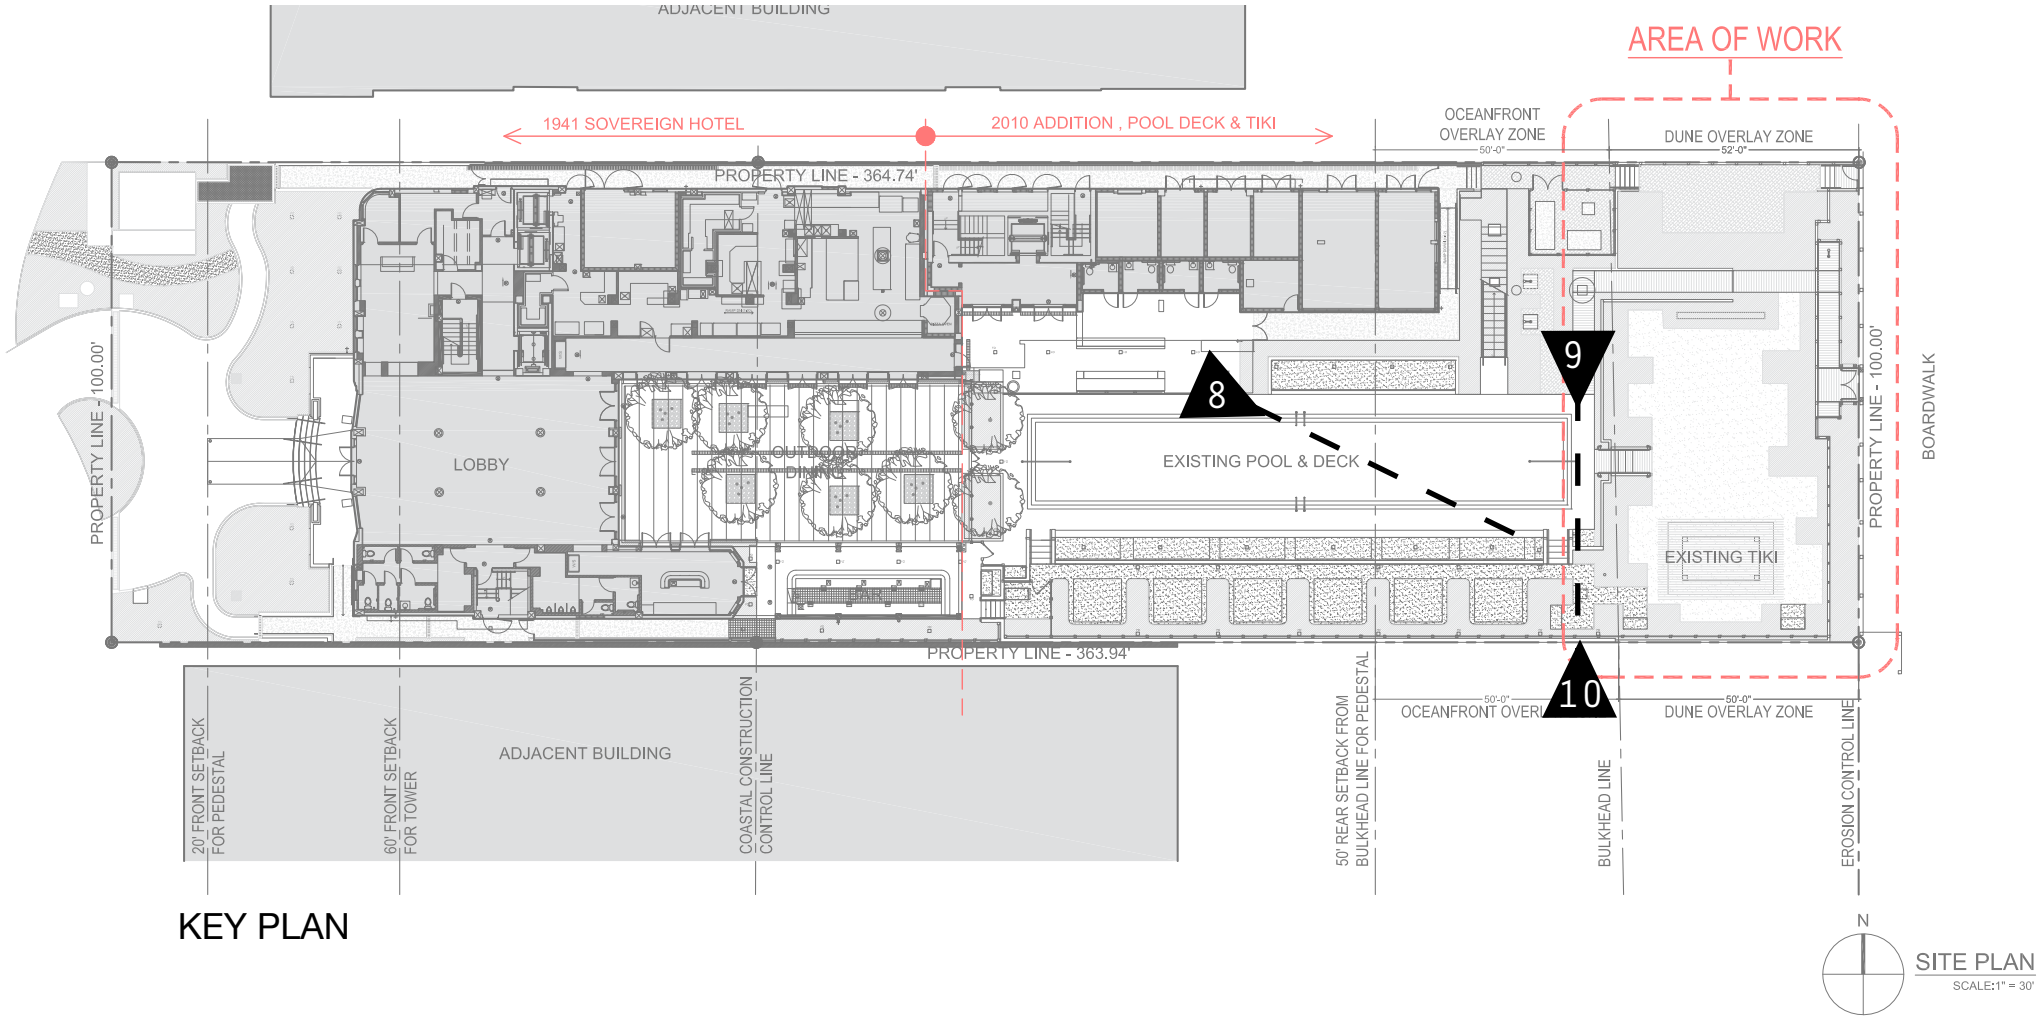 ADJACENT BUILDING
AREA OF WORK
1941 SOVEREIGN HOTEL
2010 ADDITION , POOL DECK & TIKI
OCEANFRONT
OVERLAY ZONE
50'-0"
DUNE OVERLAY ZONE
52'-0"
PROPERTY LINE - 364.74'
PROPERTY LINE - 100.00'
LOBBY
OUTDOOR
DINING
BAR
8
9
EXISTING POOL & DECK
EXISTING TIKI
PROPERTY LINE - 100.00'
BOARDWALK
PROPERTY LINE - 363.94'
10
50'-0"
OCEANFRONT OVERL
50'-0"
DUNE OVERLAY ZONE
ADJACENT BUILDING
20' FRONT SETBACK
FOR PEDESTAL
60' FRONT SETBACK
FOR TOWER
COASTAL CONSTRUCTION
CONTROL LINE
50' REAR SETBACK FROM
BULKHEAD LINE FOR PEDESTAL
BULKHEAD LINE
EROSION CONTROL LINE
KEY PLAN
N
SITE PLAN
SCALE:1" = 30'